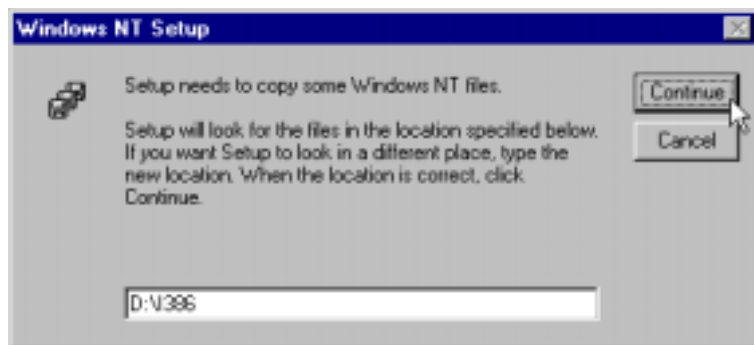 Windows NT Setup
Setup needs to copy some Windows NT files.
Continue
Setup will look for the files in the location specified below.
If you want Setup to look in a different place, type the
new location. When the location is correct, click
Continue.
Cancel
D:\I386